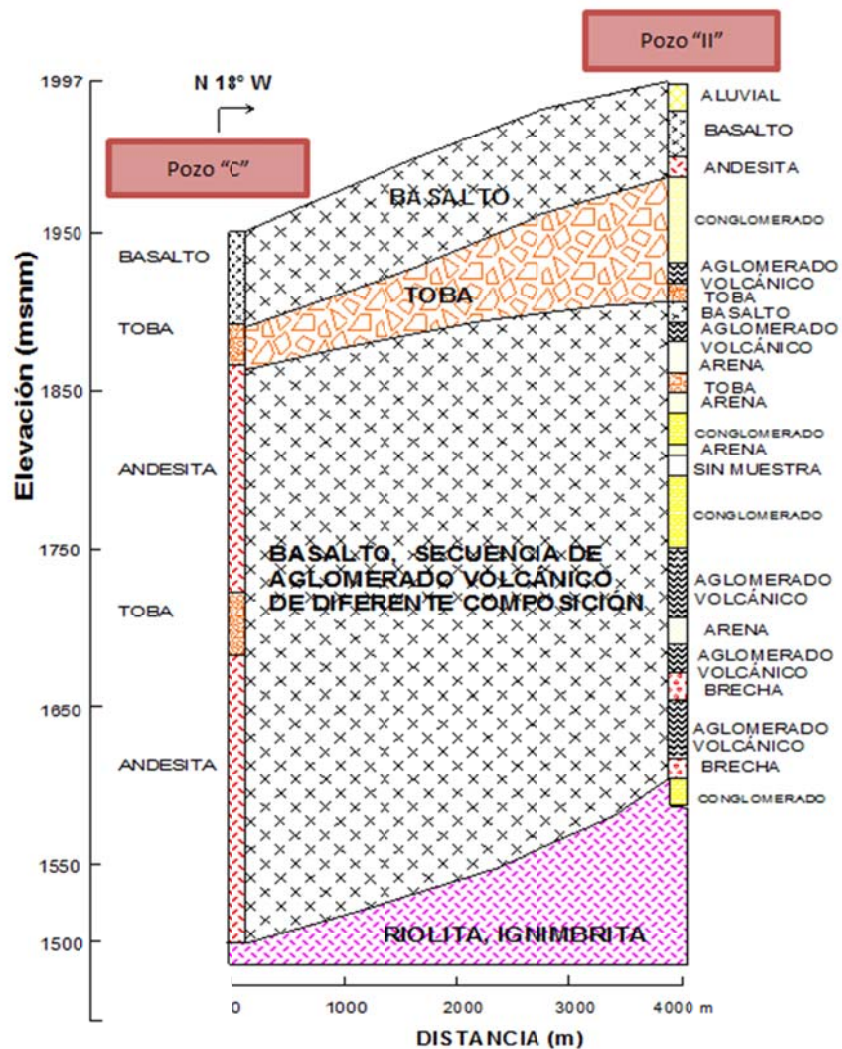 Pozo "II"
N 18° W
Pozo "C"
Elevación (msnm)
1997
1950
1850
1750
1650
1550
1500
BASALTO
TOBA
ANDESITA
TOBA
ANDESITA
BASALTO
TOBA
BASALTO, SECUENCIA DE
AGLOMERADO VOLCÁNICO
DE DIFERENTE COMPOSICIÓN
RIOLITA, IGNIMBRITA
ALUVIAL
BASALTO
ANDESITA
CONGLOMERADO
AGLOMERADO
VOLCÁNICO
TOBA
BASALTO
AGLOMERADO
VOLCÁNICO
ARENA
TOBA
ARENA
CONGLOMERADO
ARENA
SIN MUESTRA
CONGLOMERADO
AGLOMERADO
VOLCÁNICO
ARENA
AGLOMERADO
VOLCÁNICO
BRECHA
AGLOMERADO
VOLCÁNICO
BRECHA
CONGLOMERADO
0 1000 2000 3000 4000 m
DISTANCIA (m)